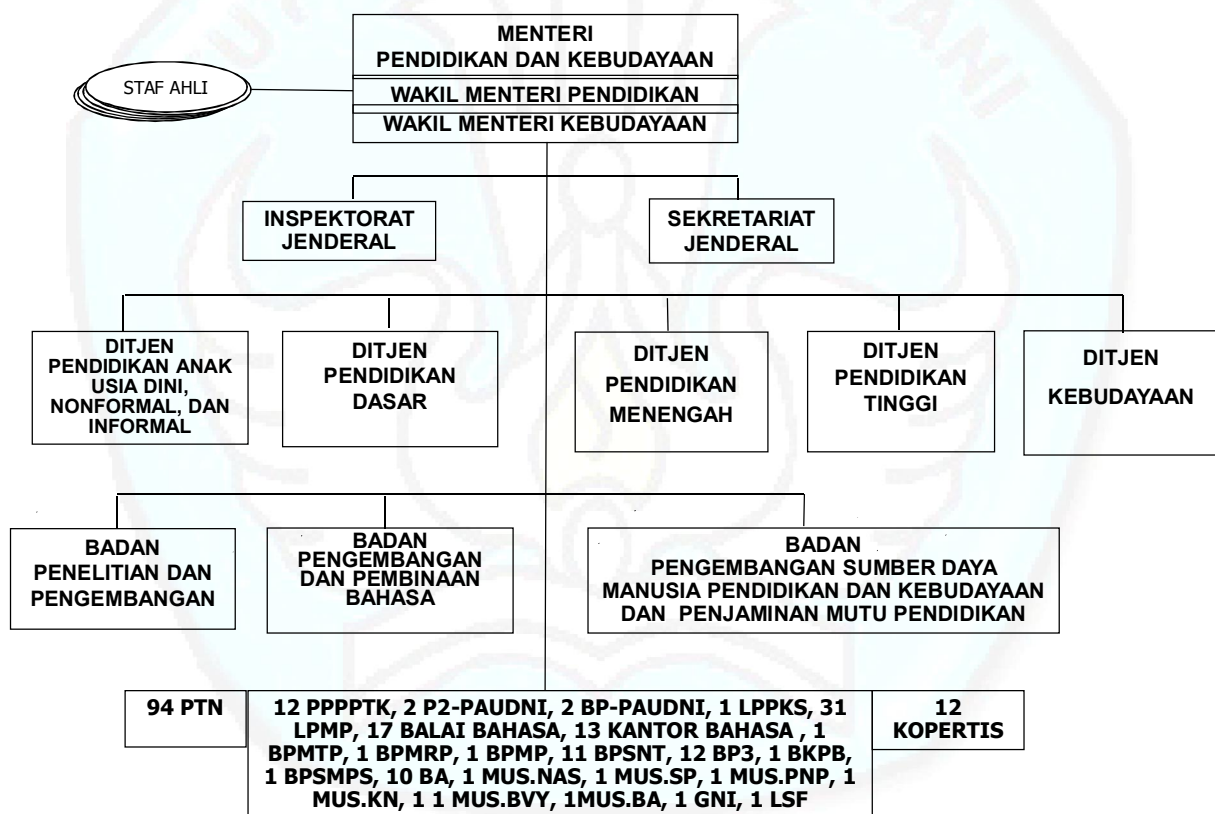 MENTERI
PENDIDIKAN DAN KEBUDAYAAN
STAF AHLI
WAKIL MENTERI PENDIDIKAN
WAKIL MENTERI KEBUDAYAAN
INSPEKTORAT
JENDERAL
SEKRETARIAT
JENDERAL
DITJEN
PENDIDIKAN ANAK
USIA DINI,
NONFORMAL, DAN
INFORMAL
DITJEN
PENDIDIKAN
DASAR
DITJEN
PENDIDIKAN
MENENGAH
DITJEN
PENDIDIKAN
TINGGI
DITJEN
KEBUDAYAAN
BADAN
PENELITIAN DAN
PENGEMBANGAN
BADAN
PENGEMBANGAN
DAN PEMBINAAN
BAHASA
BADAN
PENGEMBANGAN SUMBER DAYA
MANUSIA PENDIDIKAN DAN KEBUDAYAAN
DAN PENJAMINAN MUTU PENDIDIKAN
94 PTN
12 PPPPTK, 2 P2-PAUDNI, 2 BP-PAUDNI, 1 LPPKS, 31
LPMP, 17 BALAI BAHASA, 13 KANTOR BAHASA , 1
BPMTP, 1 BPMRP, 1 BPMP, 11 BPSNT, 12 BP3, 1 BKPB,
1 BPSMPS, 10 BA, 1 MUS.NAS, 1 MUS.SP, 1 MUS.PNP, 1
MUS.KN, 1 1 MUS.BVY, 1MUS.BA, 1 GNI, 1 LSF
12
KOPERTIS